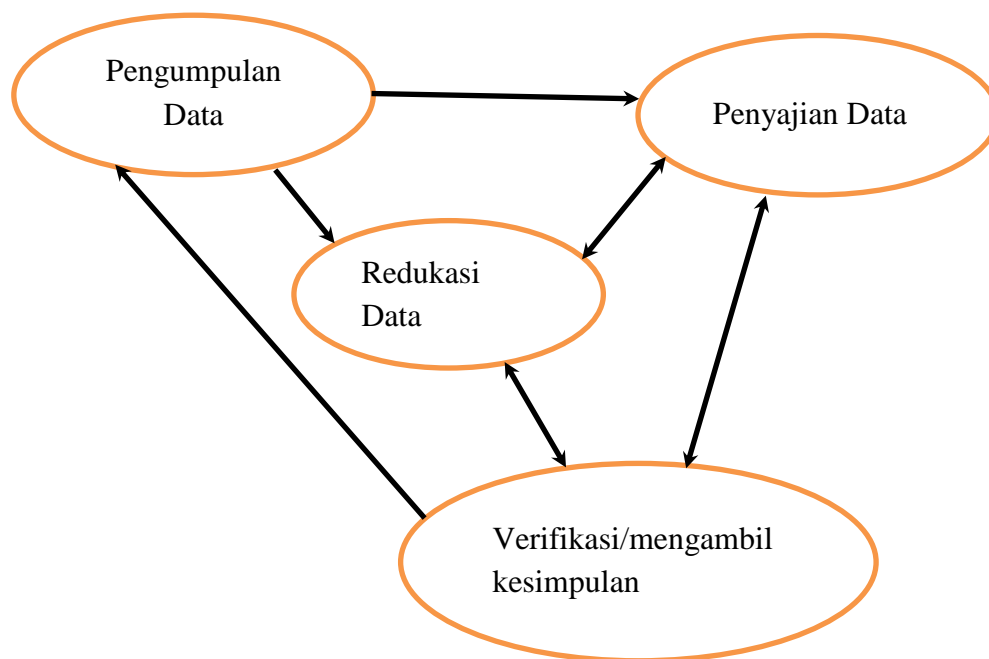 Pengumpulan
Data
Penyajian Data
Redukasi
Data
Verifikasi/mengambil
kesimpulan